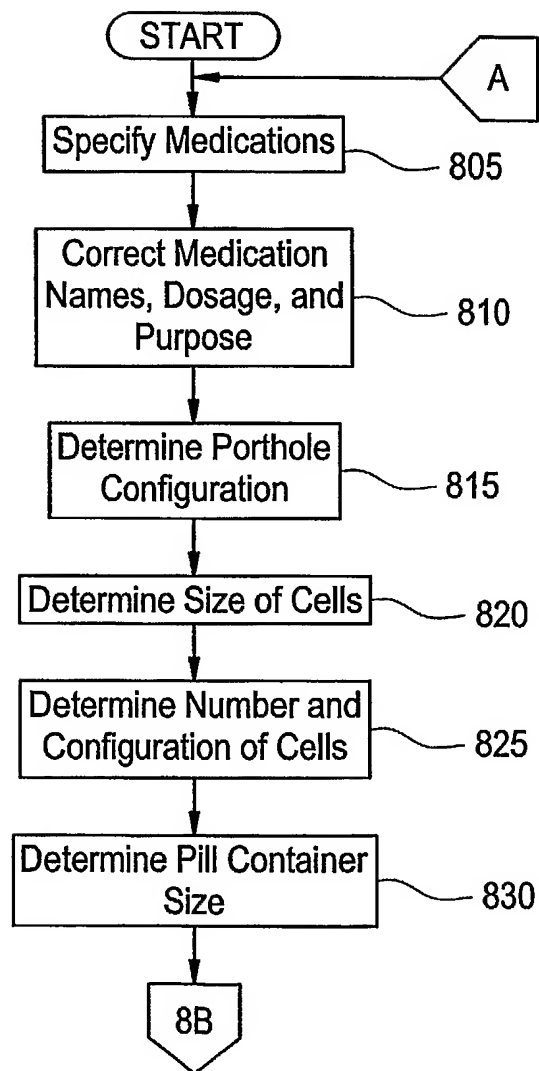 START
A
Specify Medications
805
Correct Medication
Names, Dosage, and
Purpose
810
Determine Porthole
Configuration
815
Determine Size of Cells
820
Determine Number and
Configuration of Cells
825
Determine Pill Container
Size
830
8B